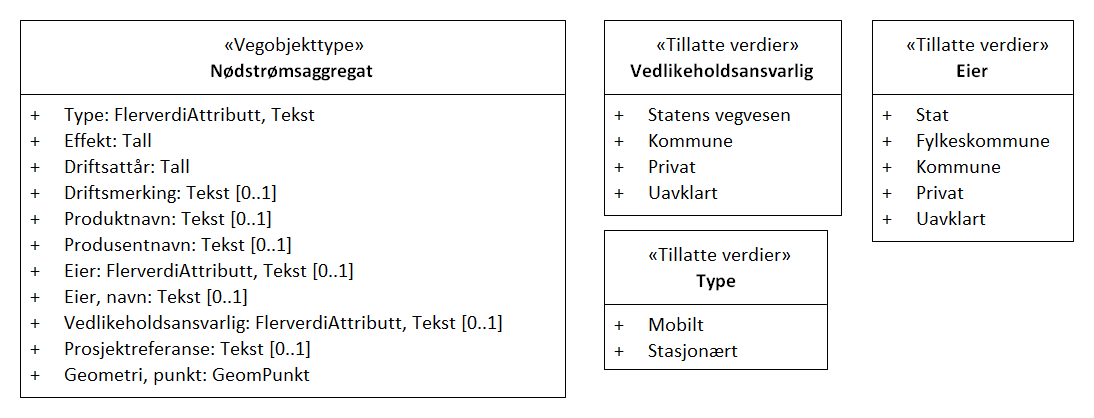 «Vegobjekttype»
Nødstrømsaggregat
+ Type: FlerverdiAttributt, Tekst
+ Effekt: Tall
+ Driftsattår: Tall
+ Driftsmerking: Tekst [0..1]
+ Produktnavn: Tekst [0..1]
+ Produsentnavn: Tekst [0..1]
+ Eier: FlerverdiAttributt, Tekst [0..1]
+ Eier, navn: Tekst [0..1]
+ Vedlikeholdsansvarlig: FlerverdiAttributt, Tekst [0..1]
+ Prosjektreferanse: Tekst [0..1]
+ Geometri, punkt: GeomPunkt
«Tillatte verdier»
Vedlikeholdsansvarlig
+ Statens vegvesen
+ Kommune
+ Privat
+ Uavklart
«Tillatte verdier»
Eier
+ Stat
+ Fylkeskommune
+ Kommune
+ Privat
+ Uavklart
«Tillatte verdier»
Type
+ Mobilt
+ Stasjonært